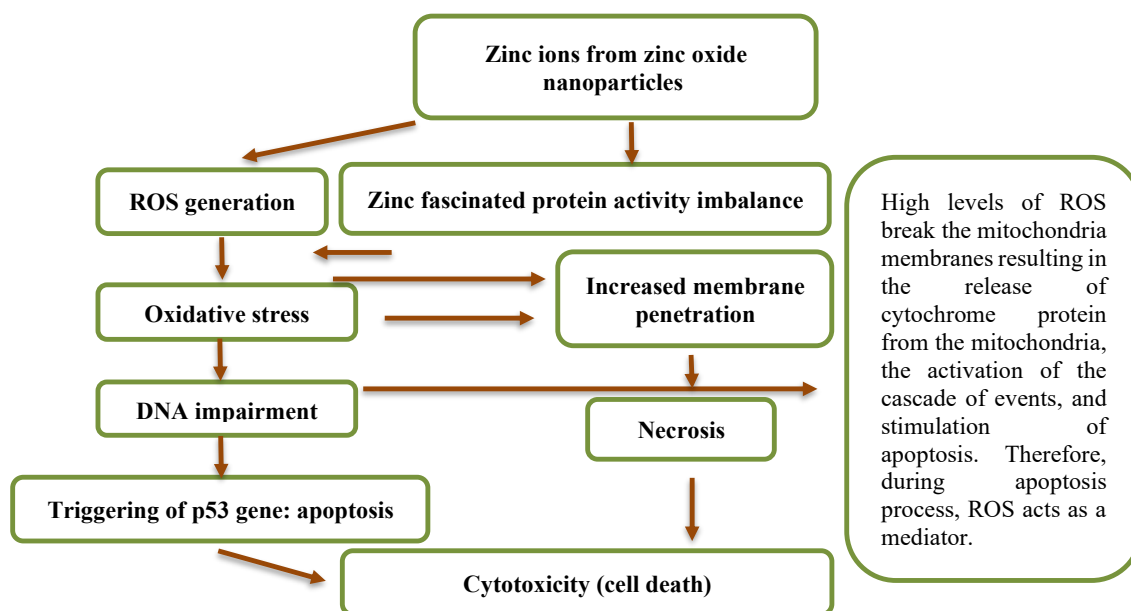 Zinc ions from zinc oxide
nanoparticles
ROS generation
Zinc fascinated protein activity imbalance
Oxidative stress
Increased membrane
penetration
DNA impairment
Necrosis
Triggering of p53 gene: apoptosis
Cytotoxicity (cell death)
High levels of ROS
break the mitochondria
membranes resulting in
the release of
cytochrome protein
from the mitochondria,
the activation of the
cascade of events, and
stimulation of
apoptosis. Therefore,
during apoptosis
process, ROS acts as a
mediator.